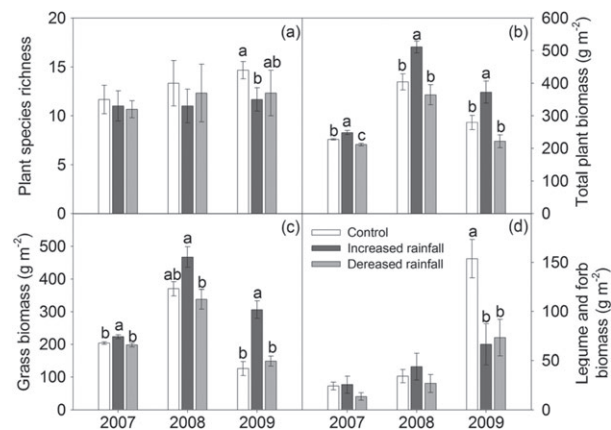 20
15
10
5
0
Plant species richness
(a)
a
b
ab
(b)
b
a
c
b
a
b
b
a
b
600
500
400
300
200
100
0
Total plant biomass (g m-2)
500
400
300
200
100
0
Grass biomass (g m-2)
(c)
b
a
b
ab
a
b
b
a
b
Control
Increased rainfall
Dereased rainfall
(d)
a
b
b
150
100
50
0
Legume and forb
biomass (g m-2)
2007 2008 2009 2007 2008 2009